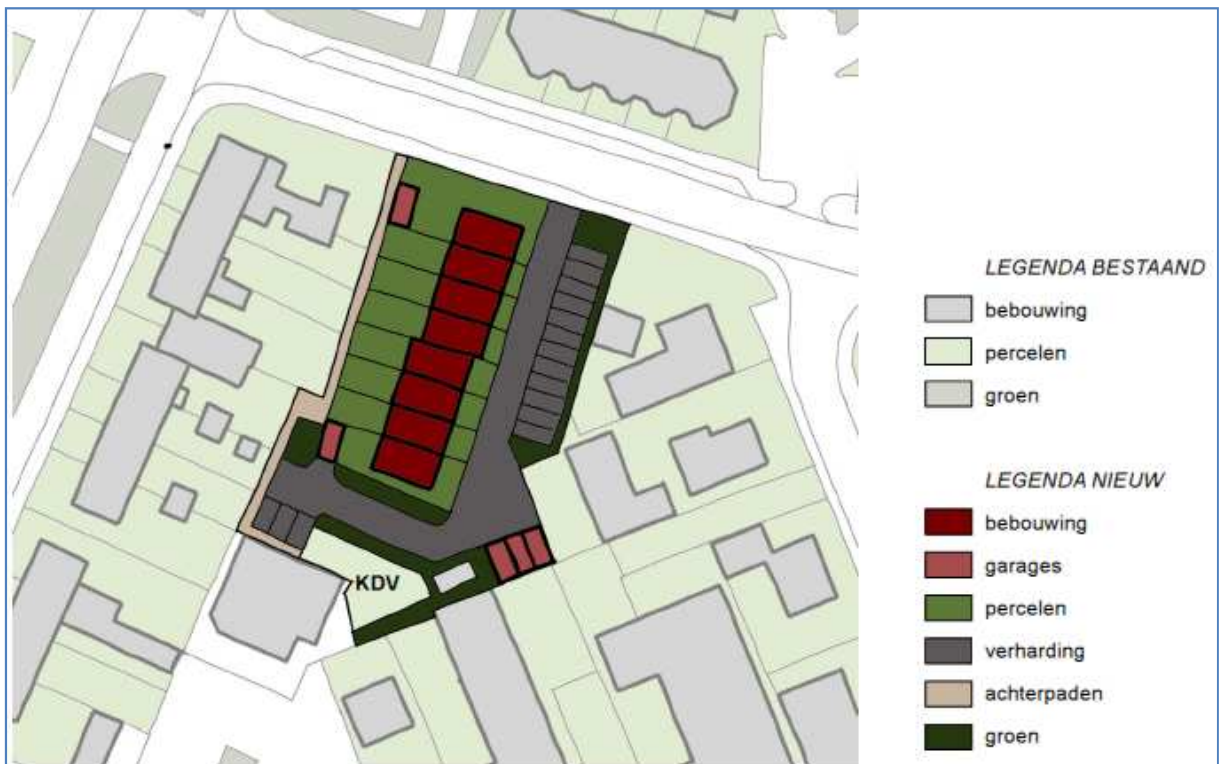 KDV
LEGENDA BESTAAND
bebouwing
percelen
groen
LEGENDA NIEUW
bebouwing
garages
percelen
verharding
achterpaden
groen